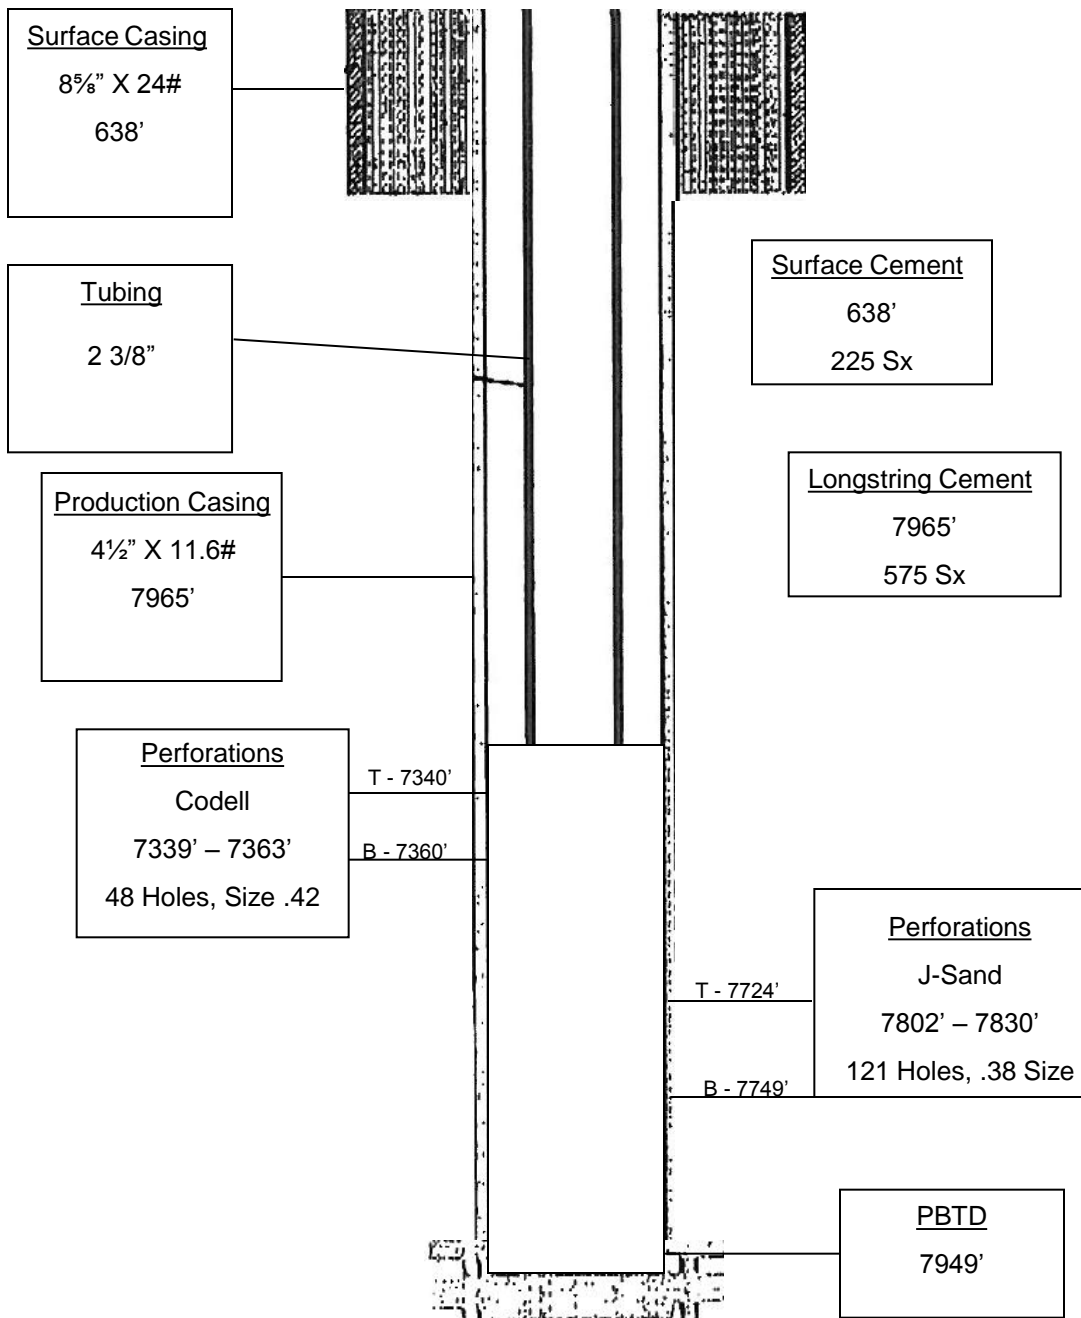 Surface Casing
8⅝” X 24#
638’
Surface Cement
638’
225 Sx
Tubing
2 3/8”
Longstring Cement
7965’
575 Sx
Production Casing
4½” X 11.6#
7965’
Perforations
Codell
7339’ – 7363’
48 Holes, Size .42
T - 7340’
B - 7360’
Perforations
J-Sand
7802’ – 7830’
121 Holes, .38 Size
T - 7724’
B - 7749’
PBTD
7949’